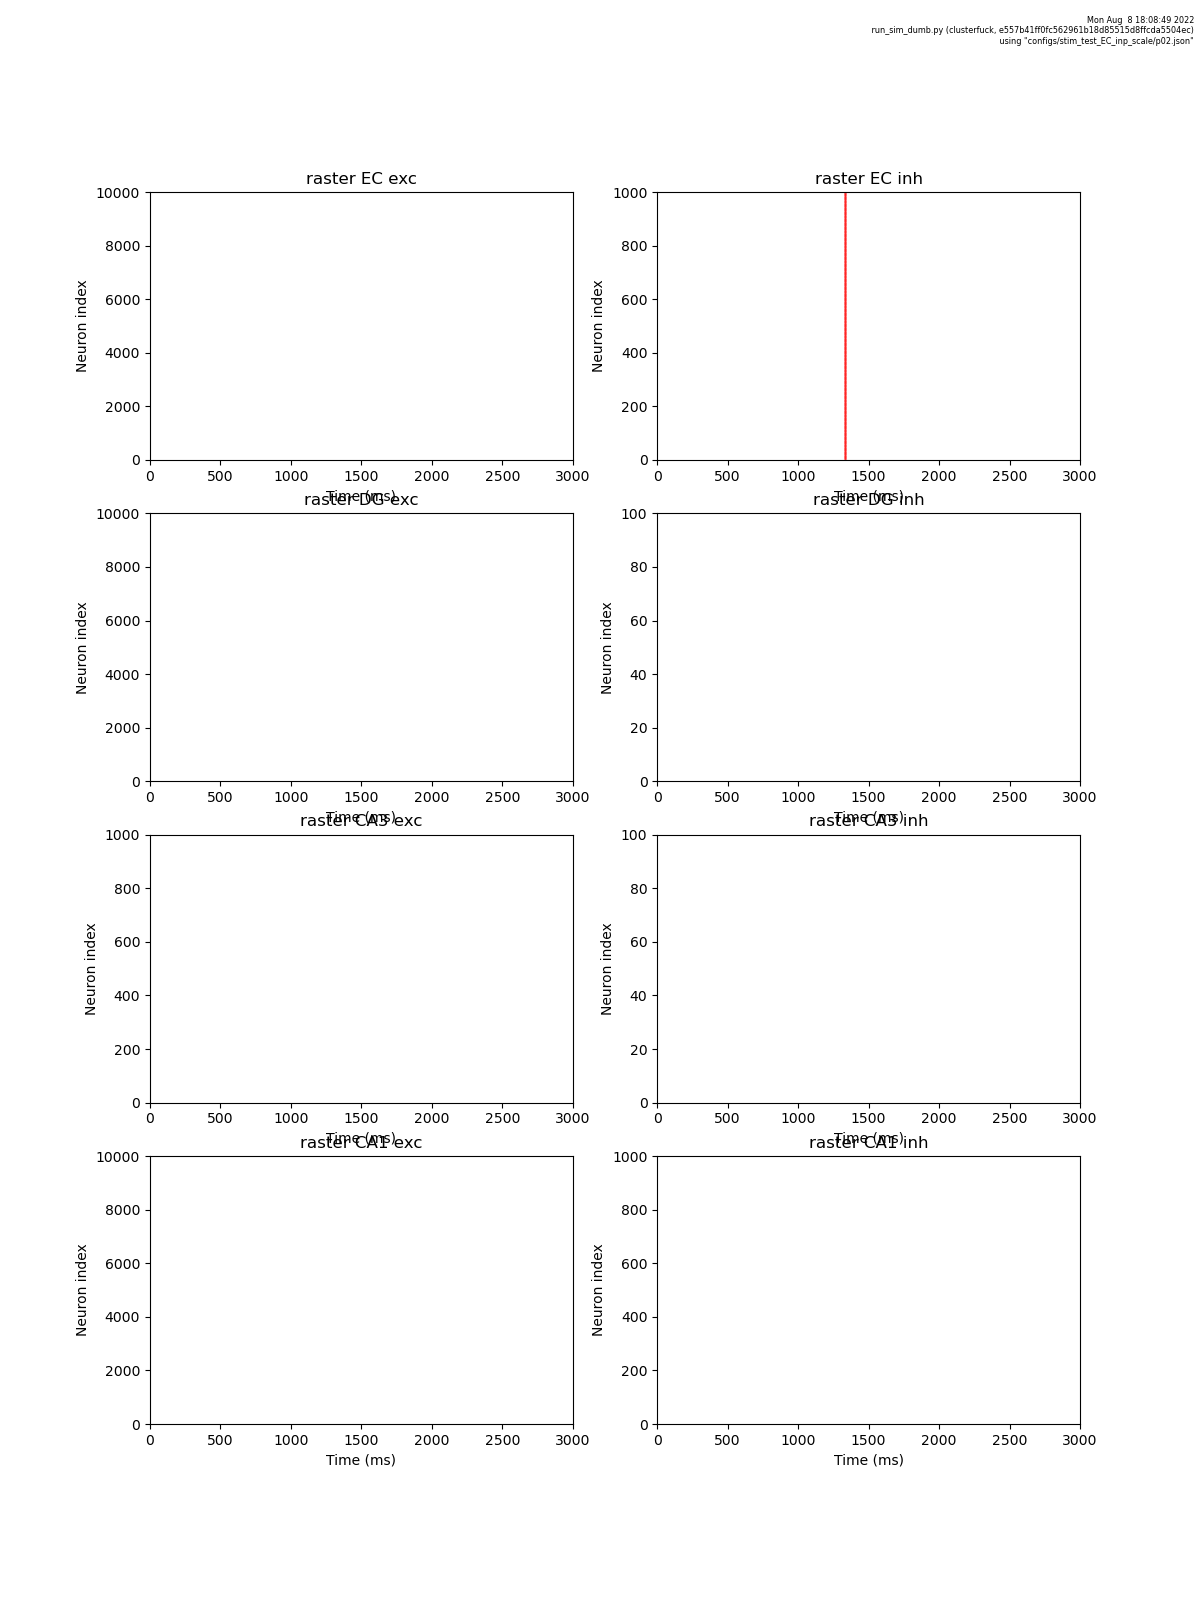 Mon Aug  8 18:08:49 2022
run_sim_dumb.py (clusterfuck, e557b41ff0fc562961b18d85515d8ffcda5504ec)
using "configs/stim_test_EC_inp_scale/p02.json"
raster EC exc
10000
8000
6000
4000
2000
0
Neuron index
0 500 1000 1500 2000 2500 3000
Time (ms)
raster EC inh
1000
800
600
400
200
0
Neuron index
0 500 1000 1500 2000 2500 3000
Time (ms)
raster DG exc
10000
8000
6000
4000
2000
0
Neuron index
0 500 1000 1500 2000 2500 3000
Time (ms)
raster DG inh
100
80
60
40
20
0
Neuron index
0 500 1000 1500 2000 2500 3000
Time (ms)
raster CA3 exc
1000
800
600
400
200
0
Neuron index
0 500 1000 1500 2000 2500 3000
Time (ms)
raster CA3 inh
100
80
60
40
20
0
Neuron index
0 500 1000 1500 2000 2500 3000
Time (ms)
raster CA1 exc
10000
8000
6000
4000
2000
0
Neuron index
0 500 1000 1500 2000 2500 3000
Time (ms)
raster CA1 inh
1000
800
600
400
200
0
Neuron index
0 500 1000 1500 2000 2500 3000
Time (ms)